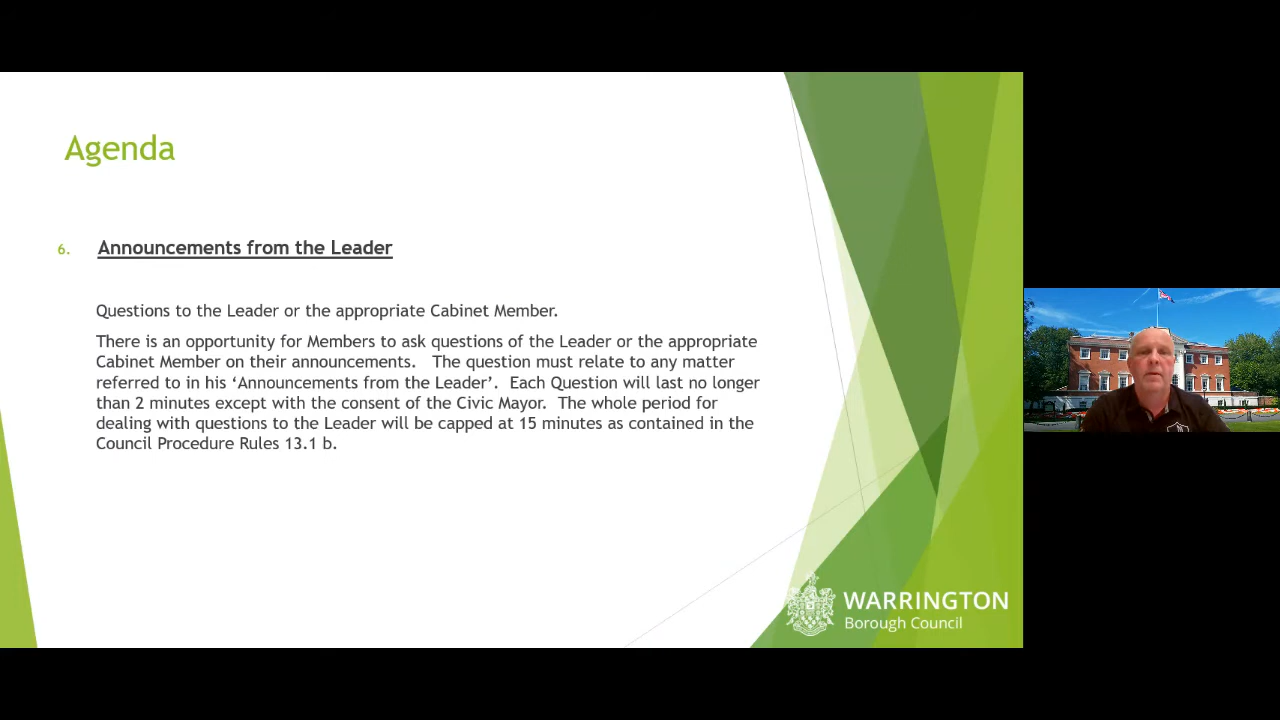 Agenda
6. Announcements from the Leader
Questions to the Leader or the appropriate Cabinet Member.
There is an opportunity for Members to ask questions of the Leader or the appropriate
Cabinet Member on their announcements. The question must relate to any matter
referred to in his ‘Announcements from the Leader’. Each Question will last no longer
than 2 minutes except with the consent of the Civic Mayor. The whole period for
dealing with questions to the Leader will be capped at 15 minutes as contained in the
Council Procedure Rules 13.1 b.
WARRINGTON
Borough Council